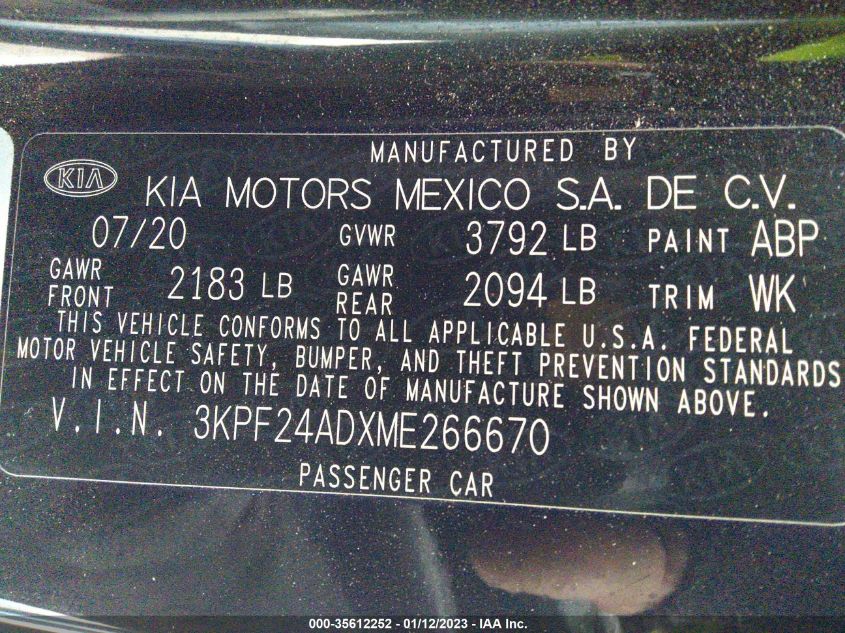 MANUFACTURED BY
KIA KIA MOTORS MEXICO S.A. DE C.V.
07/20 GVWR 3792 LB PAINT ABP
GAWR FRONT 2183 LB GAWR REAR 2094 LB TRIM WK
THIS VEHICLE CONFORMS TO ALL APPLICABLE U.S.A. FEDERAL
MOTOR VEHICLE SAFETY, BUMPER, AND THEFT PREVENTION STANDARDS
IN EFFECT ON THE DATE OF MANUFACTURE SHOWN ABOVE.
V.I.N. 3KPF24ADXME266670
PASSENGER CAR
000-35612252 - 01/12/2023 - IAA Inc.